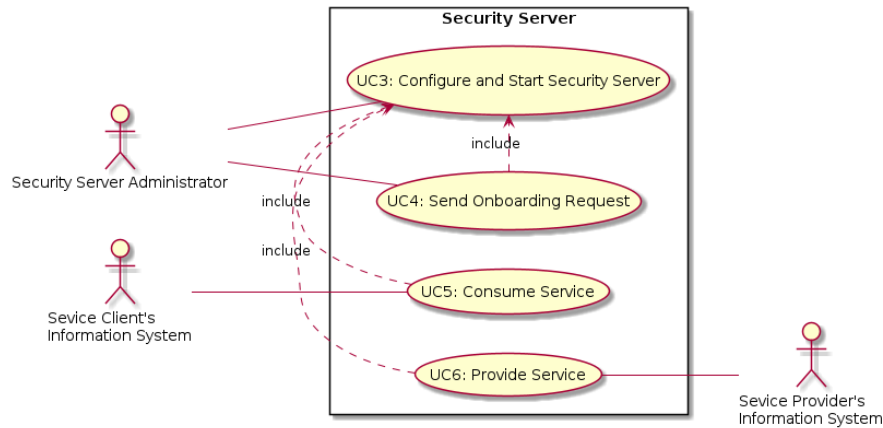 Security Server
UC3: Configure and Start Security Server
include
Security Server Administrator
UC4: Send Onboarding Request
include
include
UC5: Consume Service
Sevice Client's
Information System
UC6: Provide Service
Sevice Provider's
Information System